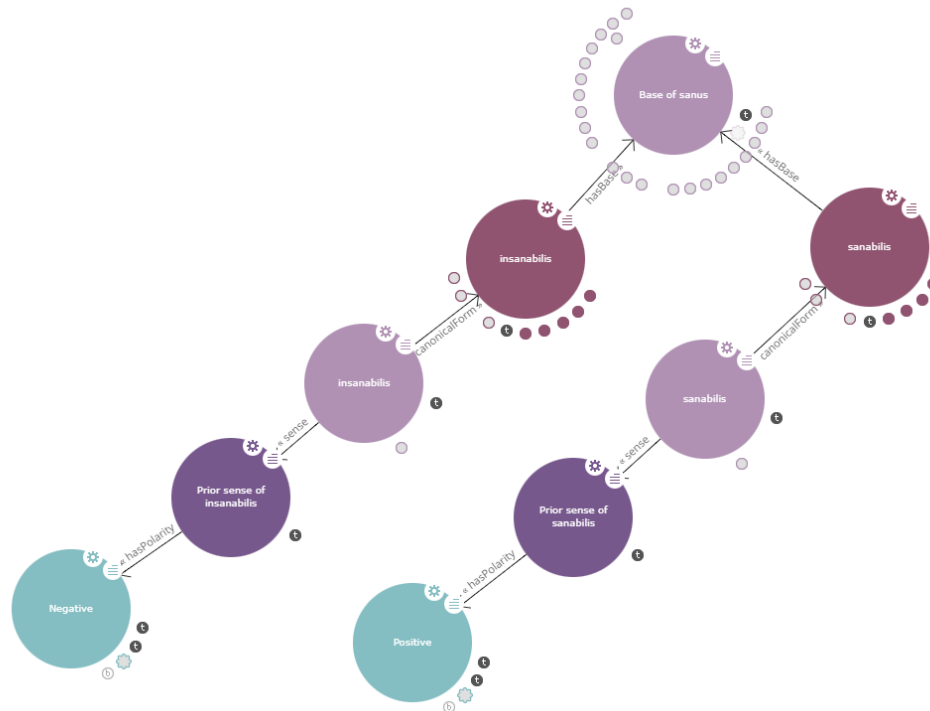 Base of sanus
« hasBase
hasBase »
insanabilis
sanabilis
canonicalForm »
canonicalForm »
insanabilis
sanabilis
« sense
« sense
Prior sense of
insanabilis
Prior sense of
sanabilis
« hasPolarity
« hasPolarity
Negative
Positive
t
t
t
t
t
t
t
t
t
t
t
b
b